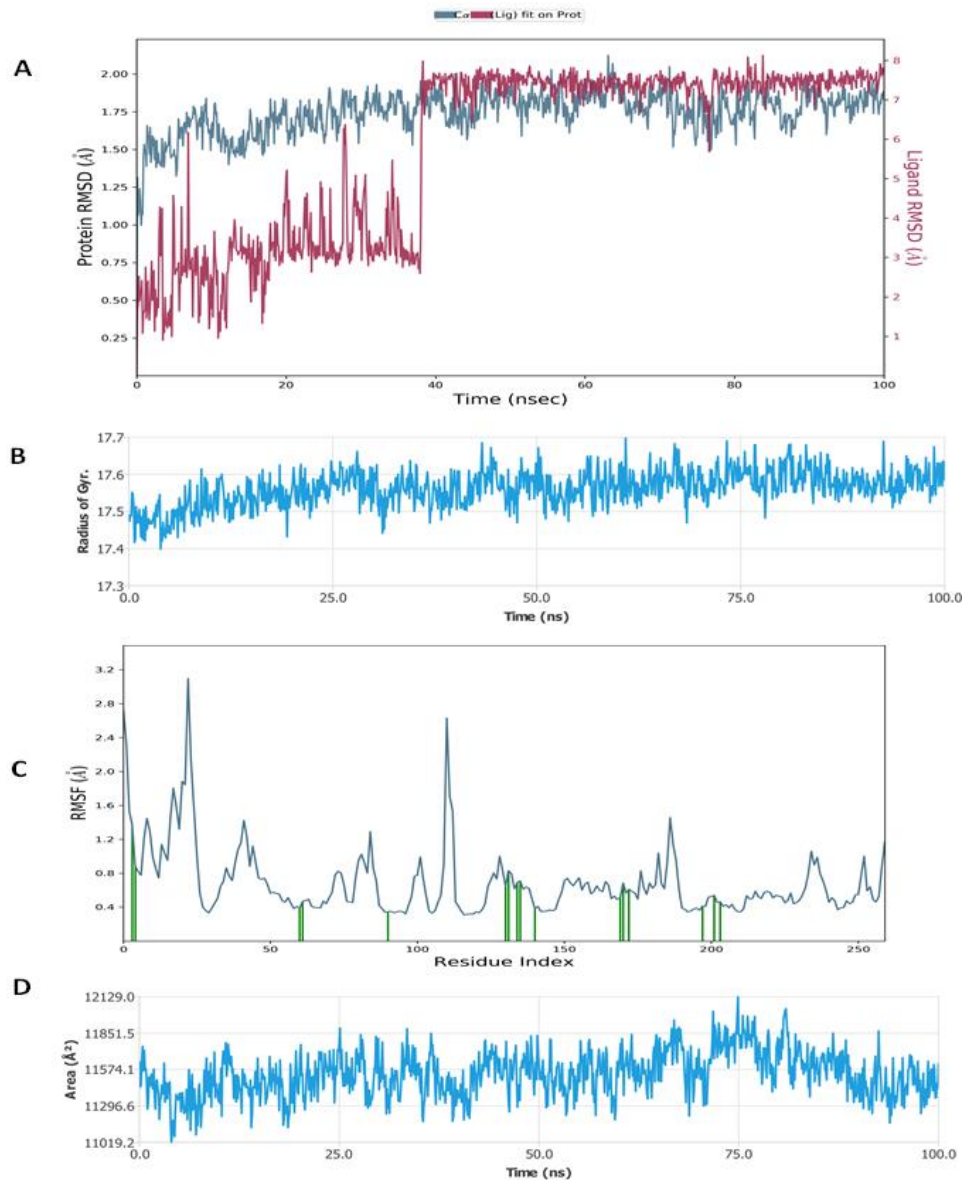 Cα (Lig) fit on Prot
A
Protein RMSD (Å)
2.00
1.75
1.50
1.25
1.00
0.75
0.50
0.25
8
7
6
5
4
3
2
1
Ligand RMSD (Å)
0 20 40 60 80 100
Time (nsec)
B
Radius of Gyr.
17.7
17.6
17.5
17.4
17.3
0.0 25.0 50.0 75.0 100.0
Time (ns)
C
RMSF (Å)
3.2
2.8
2.4
2.0
1.6
1.2
0.8
0.4
0 50 100 150 200 250
Residue Index
D
Area (Å²)
12129.0
11851.5
11574.1
11296.6
11019.2
0.0 25.0 50.0 75.0 100.0
Time (ns)